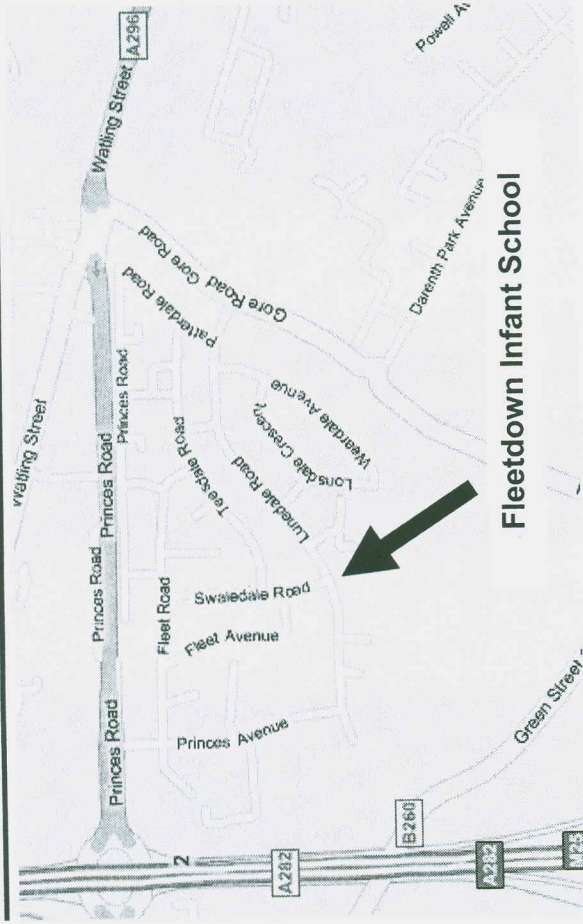 A296
Watling Street
Powell Av
Watling Street
Gore Road
Gore Road
Patterdale Road
Darenth Park Avenue
Princes Road
Princes Road
Princes Road
Princes Road
Weardale Avenue
Lonsdale Crescent
Teesdale Road
Lunedale Road
Fleetdown Infant School
Swaledale Road
Fleet Road
Fleet Avenue
Princes Avenue
Green Street
2
B260
A282
A282